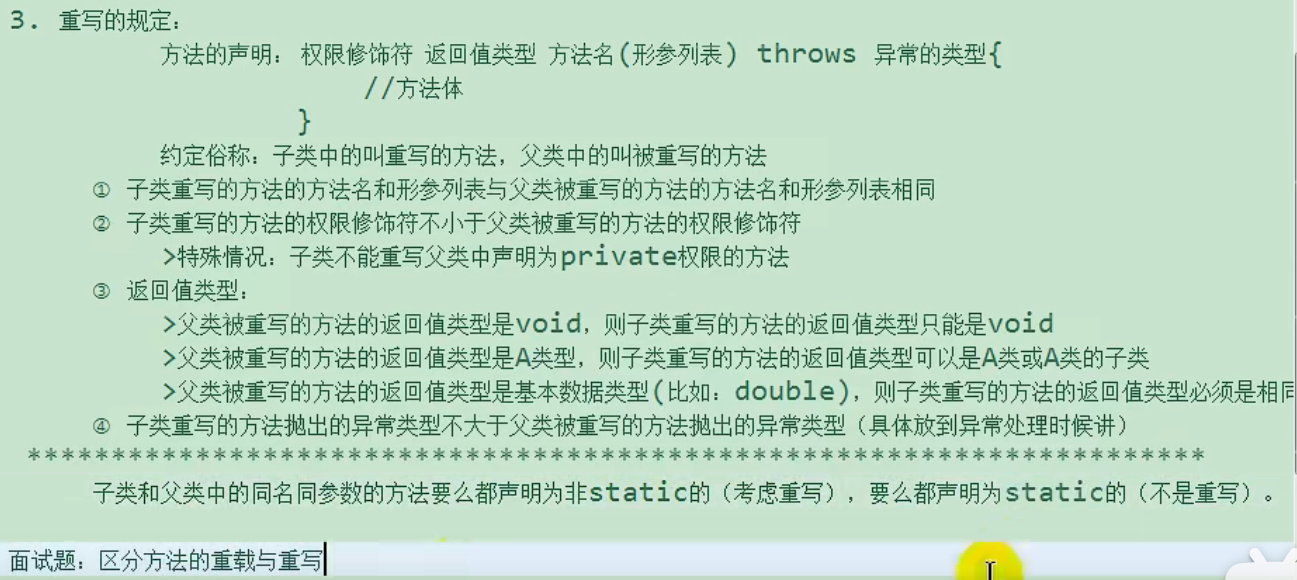 3. 重写的规定：
方法的声明： 权限修饰符 返回值类型 方法名(形参列表) throws 异常的类型{
//方法体
}
约定俗称：子类中的叫重写的方法，父类中的叫被重写的方法
① 子类重写的方法的方法名和形参列表与父类被重写的方法的方法名和形参列表相同
② 子类重写的方法的权限修饰符不小于父类被重写的方法的权限修饰符
>特殊情况：子类不能重写父类中声明为private权限的方法
③ 返回值类型：
>父类被重写的方法的返回值类型是void，则子类重写的方法的返回值类型只能是void
>父类被重写的方法的返回值类型是A类型，则子类重写的方法的返回值类型可以是A类或A类的子类
>父类被重写的方法的返回值类型是基本数据类型(比如：double)，则子类重写的方法的返回值类型必须是相同
④ 子类重写的方法抛出的异常类型不大于父类被重写的方法抛出的异常类型（具体放到异常处理时候讲）
**********************************************************************
子类和父类中的同名同参数的方法要么都声明为非static的（考虑重写），要么都声明为static的（不是重写）。
面试题：区分方法的重载与重写